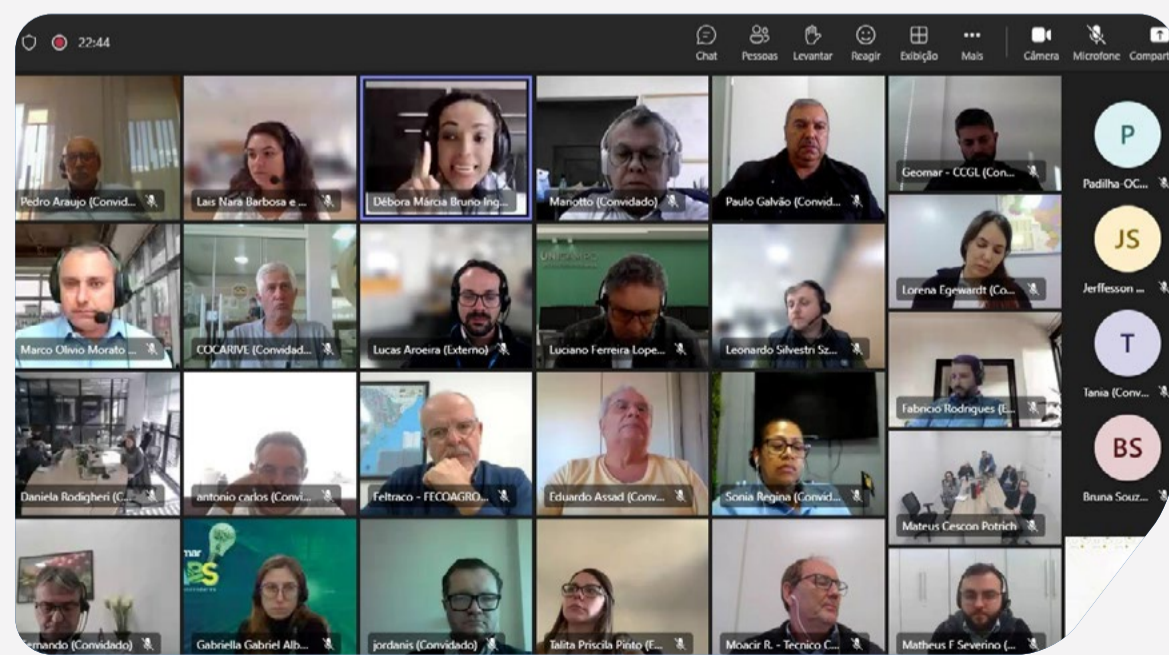 22:44
Chat
Pessoas
Levantar
Reagir
Exibição
Mais
Câmera
Microfone
Compart
Pedro Araujo (Convid...
Lais Nara Barbosa e ...
Débora Márcia Bruno Ing...
Mariotto (Convidado)
Paulo Galvão (Convid...
Geomar - CCGL (Con...
Padilha-OC...
P
Lorena Egewardt (Co...
JS
Jerffesson ...
Marco Olivio Morato ...
COCARIVE (Convidad...
Lucas Aroeira (Externo)
Luciano Ferreira Lope...
Leonardo Silvestri Sz...
Fabricio Rodrigues (E...
T
Tania (Conv...
Daniela Rodigheri (C...
antonio carlos (Convi...
Feltraco - FECOAGRO...
Eduardo Assad (Conv...
Sonia Regina (Convid...
Mateus Cescon Potrich
BS
Bruna Souz...
mar
BS
ernando (Convidado)
Gabriella Gabriel Alb...
jordanis (Convidado)
Talita Priscila Pinto (E...
Moacir R. - Tecnico C...
Matheus F Severino (...